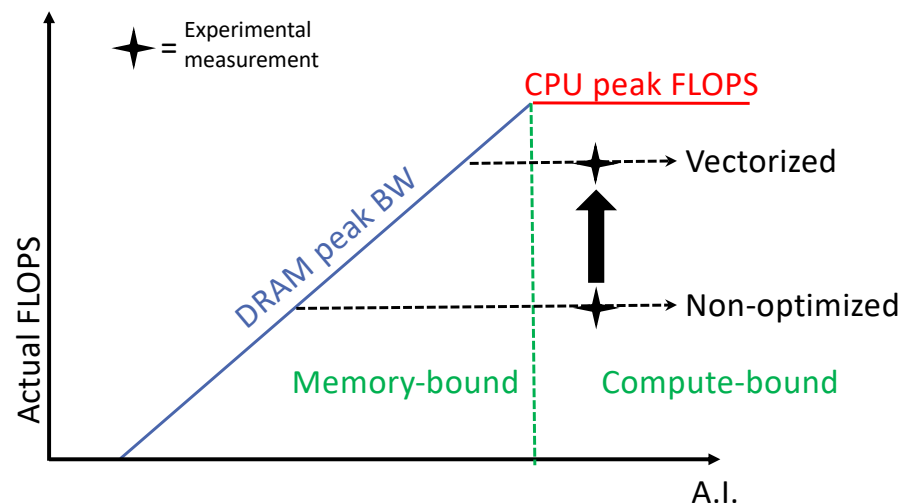 = Experimental
measurement
CPU peak FLOPS
Vectorized
DRAM peak BW
Actual FLOPS
Non-optimized
Memory-bound
Compute-bound
A.I.